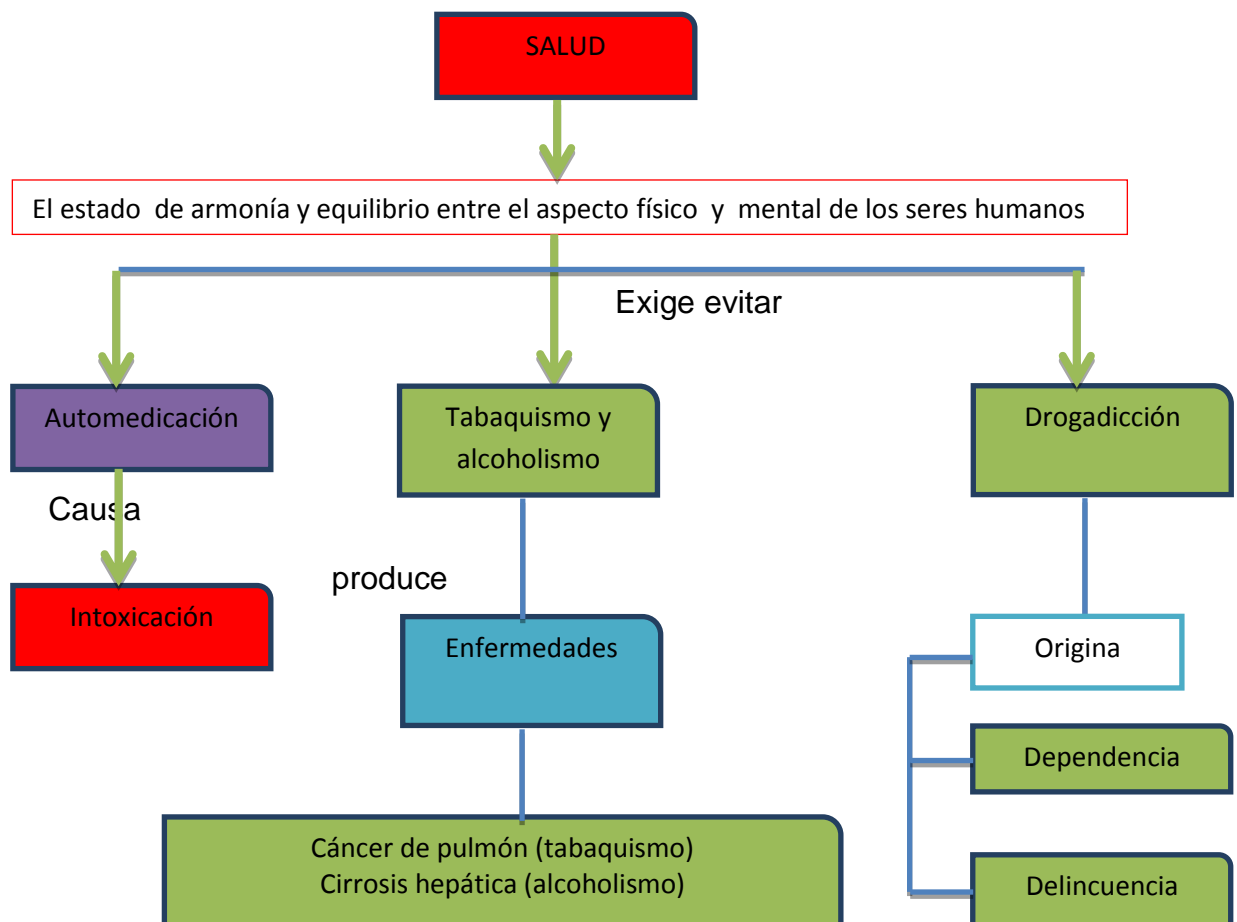 SALUD
El estado de armonía y equilibrio entre el aspecto físico y mental de los seres humanos
Exige evitar
Automedicación
Tabaquismo y
alcoholismo
Drogadicción
Causa
produce
Intoxicación
Enfermedades
Origina
Dependencia
Cáncer de pulmón (tabaquismo)
Cirrosis hepática (alcoholismo)
Delincuencia